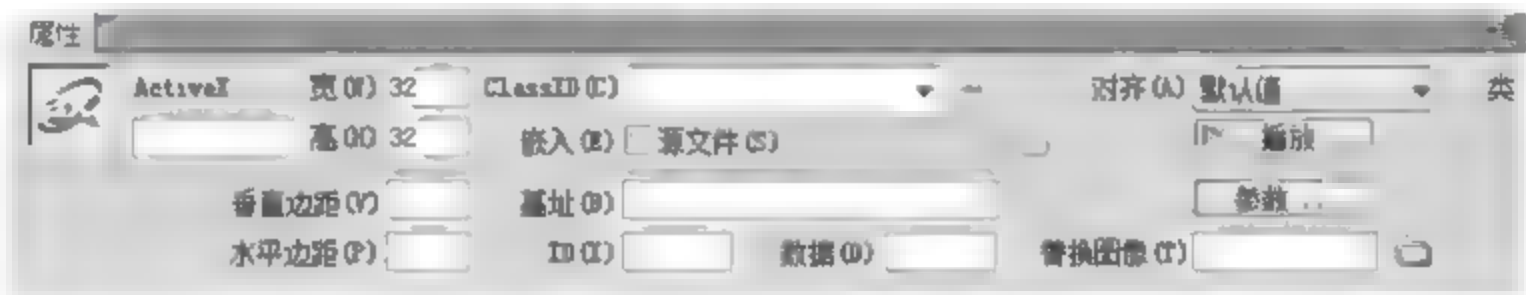 属性
ActiveX 宽(W) 32 ClassID(C) 对齐(A) 默认值 类
高(H) 32 嵌入(E) 源文件(S) 播放
垂直边距(V) 基址(B) 参数...
水平边距(P) ID(I) 数据(D) 替换图像(T)